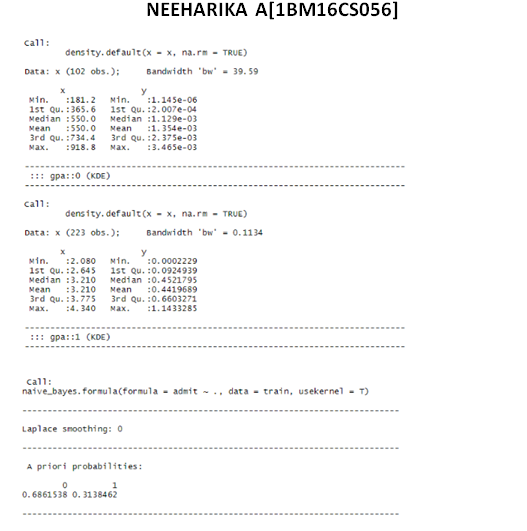 NEEHARIKA A[1BM16CS056]
Call:
density.default(x = x, na.rm = TRUE)
Data: x (102 obs.); Bandwidth 'bw' = 39.59
x y
Min. :181.2 Min. :1.145e-06
1st Qu.:365.6 1st Qu.:2.007e-04
Median :550.0 Median :1.129e-03
Mean :550.0 Mean :1.354e-03
3rd Qu.:734.4 3rd Qu.:2.375e-03
Max. :918.8 Max. :3.465e-03
--------------------------------------------------------------------------------
::: gpa::0 (KDE)
--------------------------------------------------------------------------------
Call:
density.default(x = x, na.rm = TRUE)
Data: x (223 obs.); Bandwidth 'bw' = 0.1134
x y
Min. :2.080 Min. :0.0002229
1st Qu.:2.645 1st Qu.:0.0924939
Median :3.210 Median :0.4521795
Mean :3.210 Mean :0.4419689
3rd Qu.:3.775 3rd Qu.:0.6603271
Max. :4.340 Max. :1.1433285
--------------------------------------------------------------------------------
::: gpa::1 (KDE)
--------------------------------------------------------------------------------
Call:
naive_bayes.formula(formula = admit ~ ., data = train, usekernel = T)
--------------------------------------------------------------------------------
Laplace smoothing: 0
--------------------------------------------------------------------------------
A priori probabilities:
0 1
0.6861538 0.3138462
--------------------------------------------------------------------------------